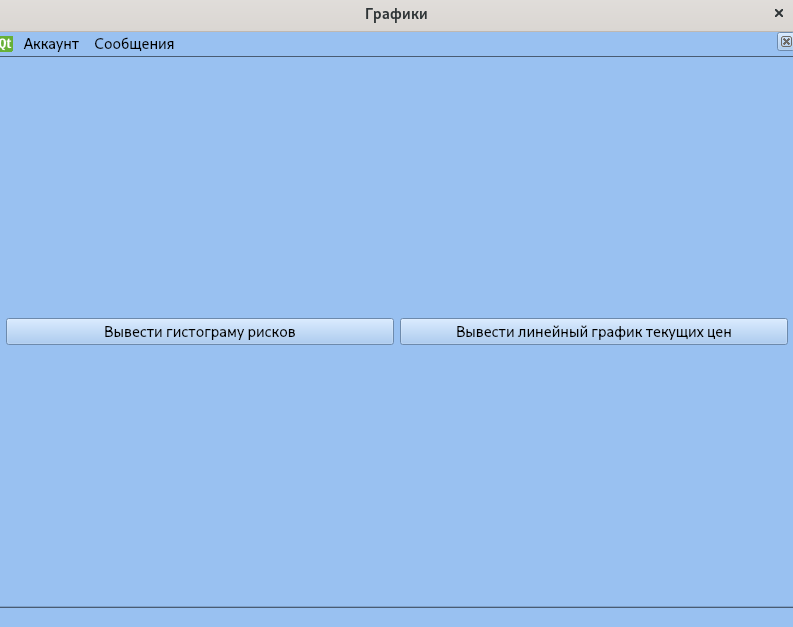 Графики
Qt Аккаунт Сообщения
Вывести гистограму рисков
Вывести линейный график текущих цен